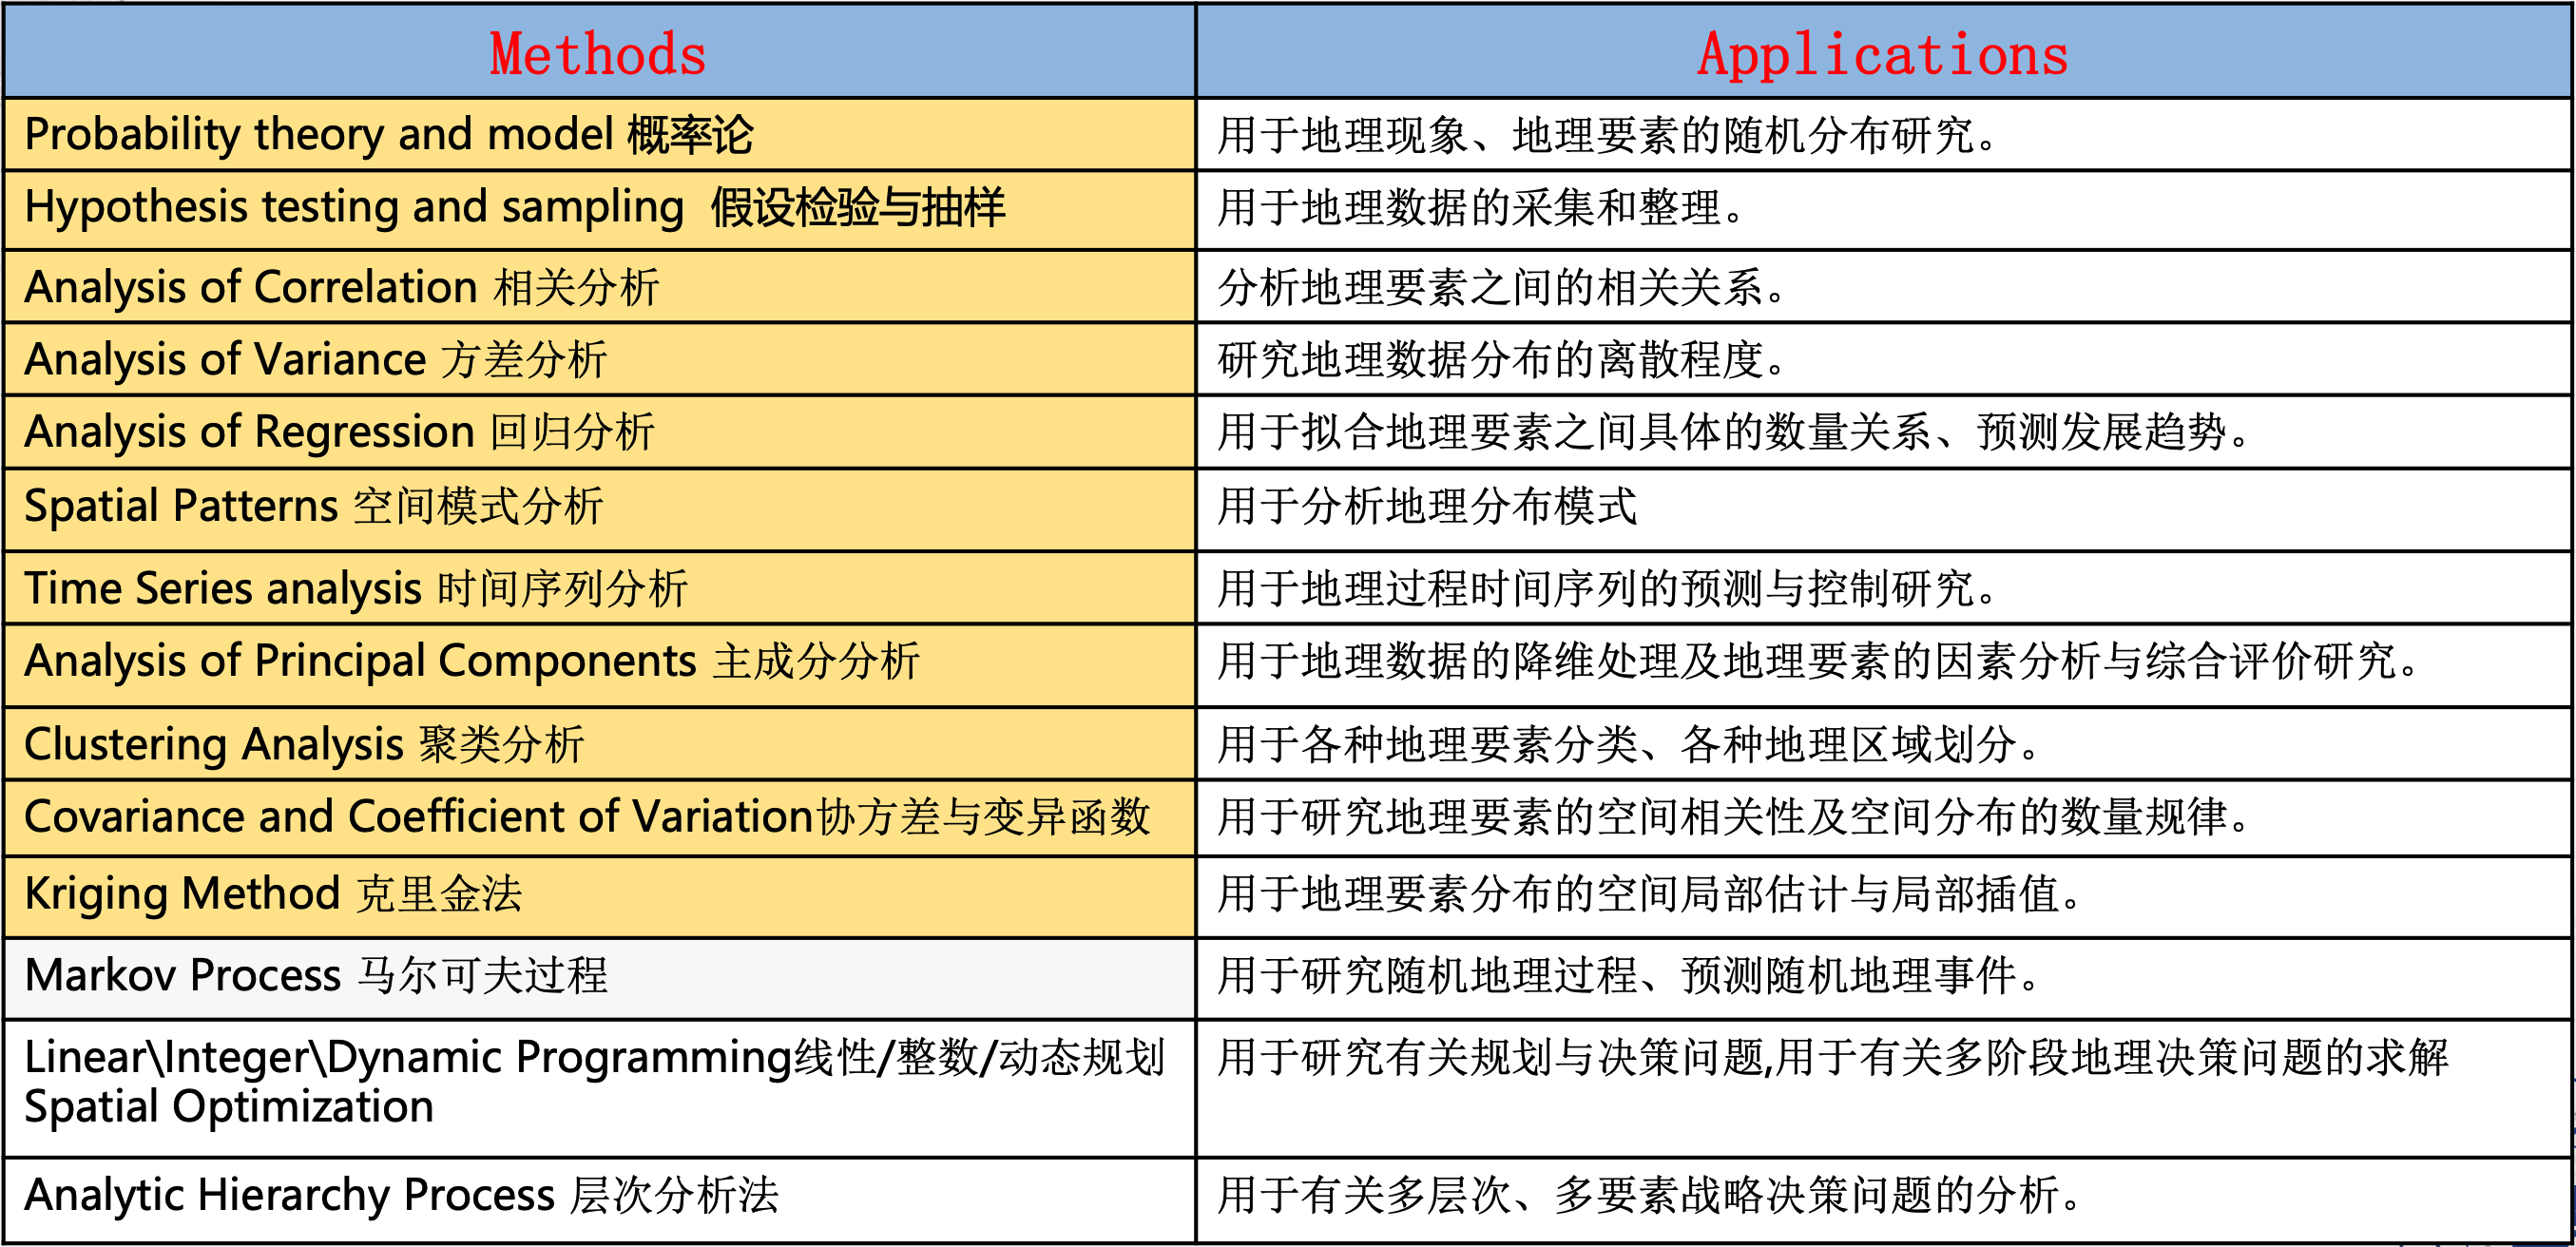 Methods
Applications
Probability theory and model 概率论
用于地理现象、地理要素的随机分布研究。
Hypothesis testing and sampling 假设检验与抽样
用于地理数据的采集和整理。
Analysis of Correlation 相关分析
分析地理要素之间的相关关系。
Analysis of Variance 方差分析
研究地理数据分布的离散程度。
Analysis of Regression 回归分析
用于拟合地理要素之间具体的数量关系、预测发展趋势。
Spatial Patterns 空间模式分析
用于分析地理分布模式
Time Series analysis 时间序列分析
用于地理过程时间序列的预测与控制研究。
Analysis of Principal Components 主成分分析
用于地理数据的降维处理及地理要素的因素分析与综合评价研究。
Clustering Analysis 聚类分析
用于各种地理要素分类、各种地理区域划分。
Covariance and Coefficient of Variation协方差与变异函数
用于研究地理要素的空间相关性及空间分布的数量规律。
Kriging Method 克里金法
用于地理要素分布的空间局部估计与局部插值。
Markov Process 马尔可夫过程
用于研究随机地理过程、预测随机地理事件。
Linear\Integer\Dynamic Programming线性/整数/动态规划
Spatial Optimization
用于研究有关规划与决策问题,用于有关多阶段地理决策问题的求解
Analytic Hierarchy Process 层次分析法
用于有关多层次、多要素战略决策问题的分析。